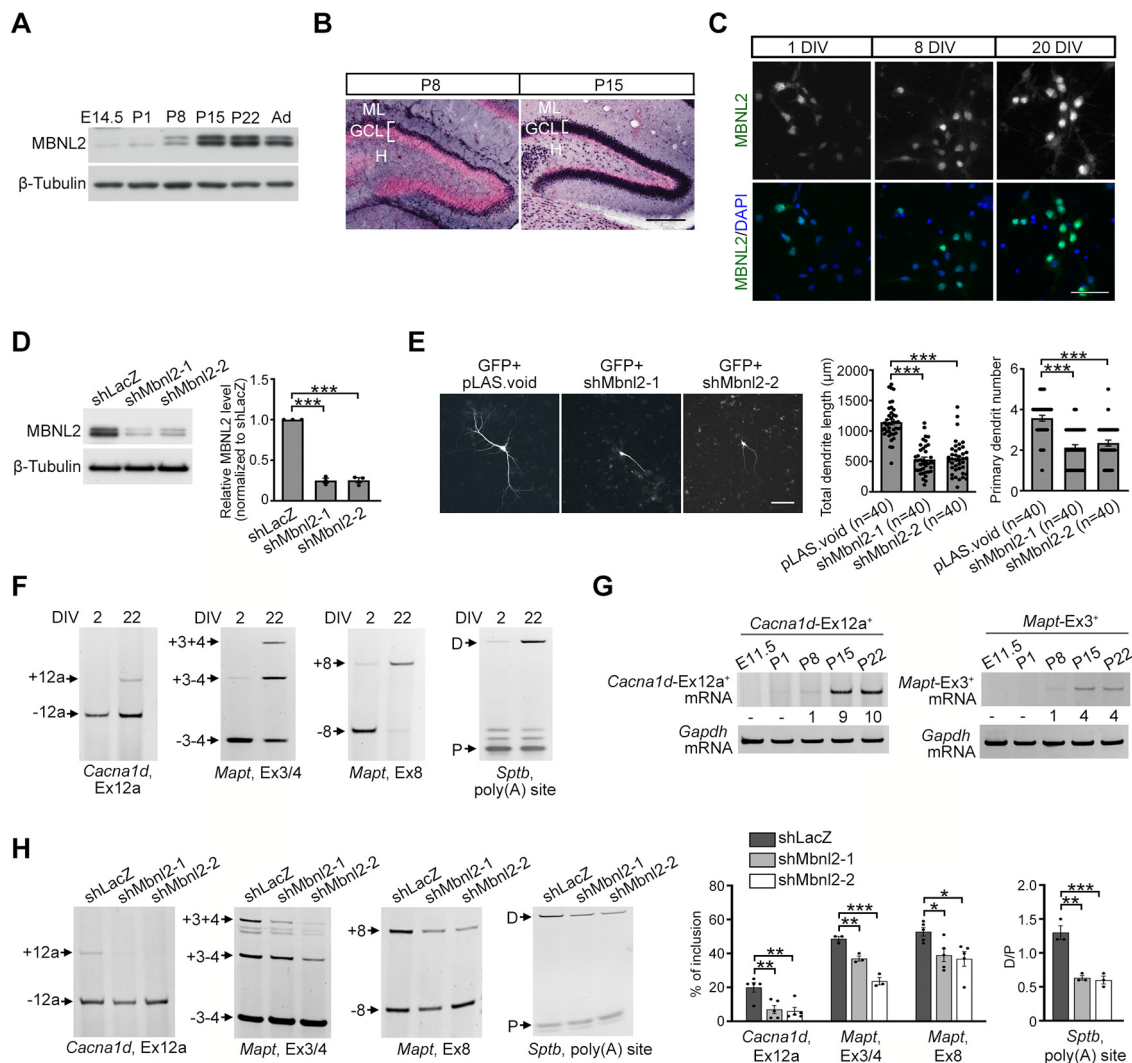 A
E14.5 P1 P8 P15 P22 Ad
MBNL2
β-Tubulin
B
P8 P15
ML
GCL
H
ML
GCL
H
C
1 DIV 8 DIV 20 DIV
MBNL2
MBNL2/DAPI
D
shLacZ shMbnl2-1 shMbnl2-2
MBNL2
β-Tubulin
Relative MBNL2 level
(normalized to shLacZ)
1.5
1.0
0.5
0
*** ***
shLacZ
shMbnl2-1
shMbnl2-2
E
GFP+
pLAS.void
GFP+
shMbnl2-1
GFP+
shMbnl2-2
Total dendrite length (μm)
2000
1500
1000
500
0
*** ***
pLAS.void (n=40)
shMbnl2-1 (n=40)
shMbnl2-2 (n=40)
Primary dendrit number
6
4
2
0
*** ***
pLAS.void (n=40)
shMbnl2-1 (n=40)
shMbnl2-2 (n=40)
F
DIV 2 22
+12a
-12a
Cacna1d,
Ex12a
DIV 2 22
+3+4
+3-4
-3-4
Mapt, Ex3/4
DIV 2 22
+8
-8
Mapt, Ex8
DIV 2 22
D
P
Sptb,
poly(A) site
G
Cacna1d-Ex12a⁺
E11.5 P1 P8 P15 P22
Cacna1d-Ex12a⁺
mRNA
- - 1 9 10
Gapdh
mRNA
Mapt-Ex3⁺
E11.5 P1 P8 P15 P22
Mapt-Ex3⁺
mRNA
- - 1 4 4
Gapdh
mRNA
H
shLacZ shMbnl2-1 shMbnl2-2
+12a
-12a
Cacna1d, Ex12a
shLacZ shMbnl2-1 shMbnl2-2
+3+4
+3-4
-3-4
Mapt, Ex3/4
shLacZ shMbnl2-1 shMbnl2-2
+8
-8
Mapt, Ex8
shLacZ shMbnl2-1 shMbnl2-2
D
P
Sptb, poly(A) site
shLacZ
shMbnl2-1
shMbnl2-2
% of inclusion
80
60
40
20
0
** **
*** **
* *
Cacna1d,
Ex12a
Mapt,
Ex3/4
Mapt,
Ex8
D/P
1.8
1.2
0.6
0
*** **
Sptb,
poly(A) site